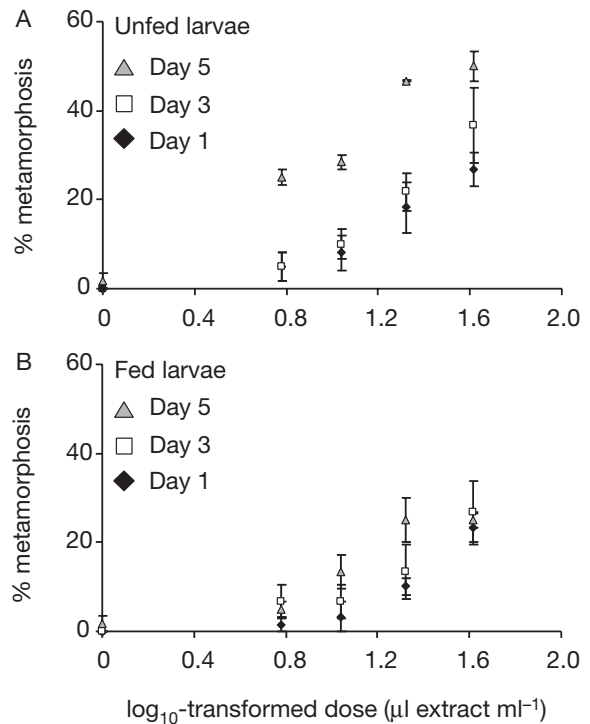 A
60
Unfed larvae
Day 5
40
Day 3
Day 1
% metamorphosis
20
0
0 0.4 0.8 1.2 1.6 2.0
B
60
Fed larvae
Day 5
40
Day 3
Day 1
% metamorphosis
20
0
0 0.4 0.8 1.2 1.6 2.0
log₁₀-transformed dose (µl extract ml⁻¹)